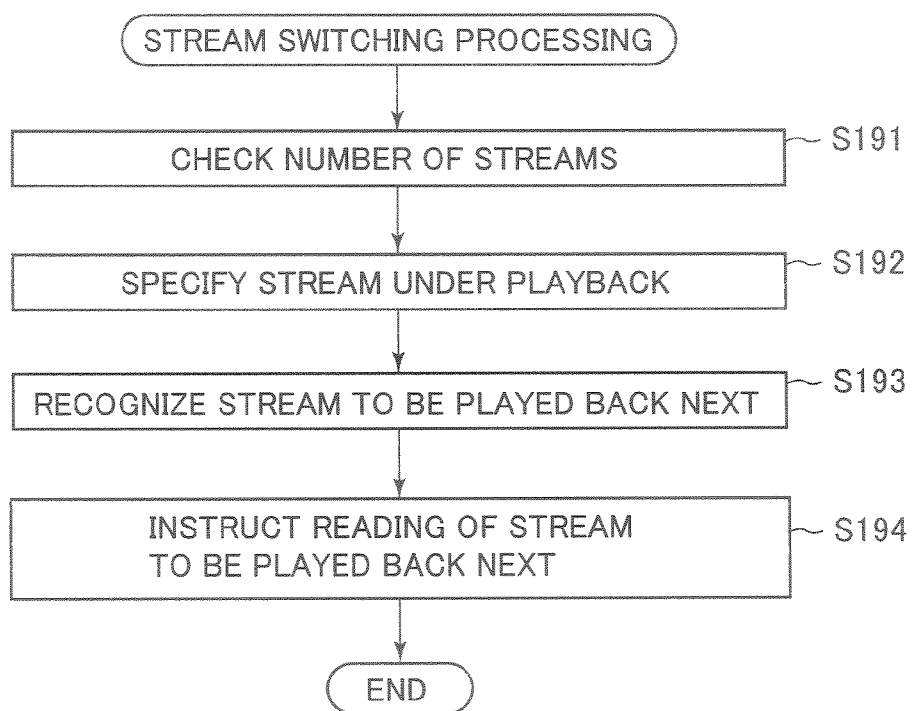 STREAM SWITCHING PROCESSING
CHECK NUMBER OF STREAMS
S191
SPECIFY STREAM UNDER PLAYBACK
S192
RECOGNIZE STREAM TO BE PLAYED BACK NEXT
S193
INSTRUCT READING OF STREAM
TO BE PLAYED BACK NEXT
S194
END